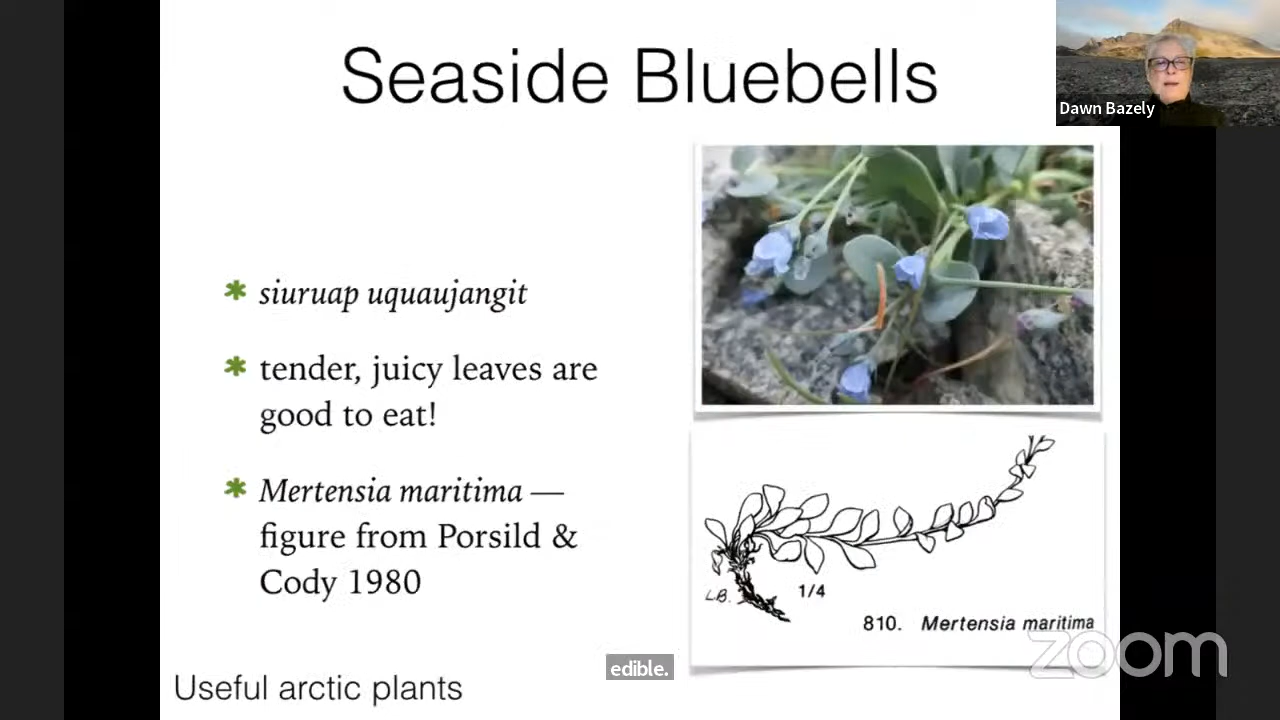 Seaside Bluebells
Dawn Bazely
siuruap uquaujangit
tender, juicy leaves are
good to eat!
Mertensia maritima —
figure from Porsild &
Cody 1980
L.B.
1/4
810. Mertensia maritima
zoom
edible.
Useful arctic plants